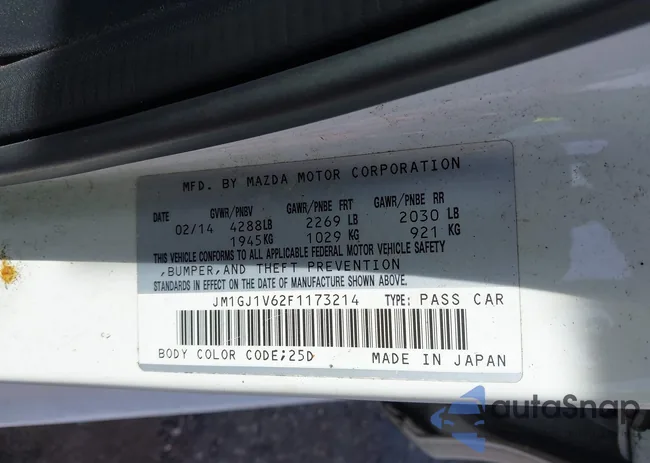 MFD. BY MAZDA MOTOR CORPORATION
DATE GVWR/PNBV GAWR/PNBE FRT GAWR/PNBE RR
02/14 4288LB 2269 LB 2030 LB
1945KG 1029 KG 921 KG
THIS VEHICLE CONFORMS TO ALL APPLICABLE FEDERAL MOTOR VEHICLE SAFETY
,BUMPER,AND THEFT PREVENTION
STANDARDS IN EFFECT ON THE DATE OF MANUFACTURE SHOWN ABOVE.
JM1GJ1V62F1173214 TYPE: PASS CAR
BODY COLOR CODE;25D MADE IN JAPAN
autoSnap